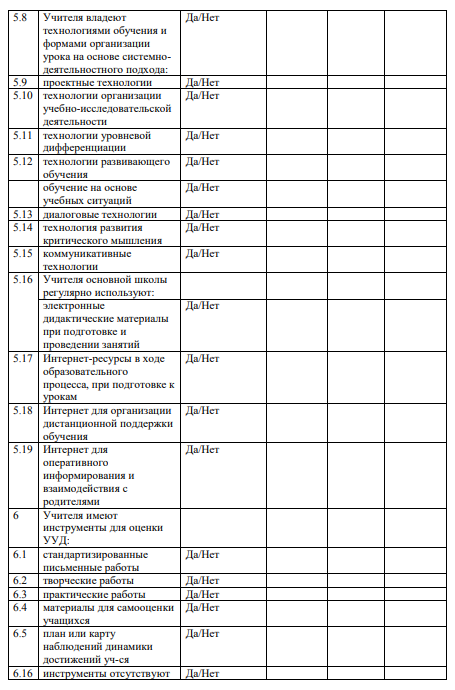 5.8 Учителя владеют Да/Нет
технологиями обучения и
формами организации
урока на основе системно-
деятельностного подхода:
5.9 проектные технологии Да/Нет
5.10 технологии организации Да/Нет
учебно-исследовательской
деятельности
5.11 технологии уровневой Да/Нет
дифференциации
5.12 технологии развивающего Да/Нет
обучения
обучение на основе Да/Нет
учебных ситуаций
5.13 диалоговые технологии Да/Нет
5.14 технология развития Да/Нет
критического мышления
5.15 коммуникативные Да/Нет
технологии
5.16 Учителя основной школы
регулярно используют:
электронные Да/Нет
дидактические материалы
при подготовке и
проведении занятий
5.17 Интернет-ресурсы в ходе Да/Нет
образовательного
процесса, при подготовке к
урокам
5.18 Интернет для организации Да/Нет
дистанционной поддержки
обучения
5.19 Интернет для Да/Нет
оперативного
информирования и
взаимодействия с
родителями
6 Учителя имеют
инструменты для оценки
УУД:
6.1 стандартизированные Да/Нет
письменные работы
6.2 творческие работы Да/Нет
6.3 практические работы Да/Нет
6.4 материалы для самооценки Да/Нет
учащихся
6.5 план или карту Да/Нет
наблюдений динамики
достижений уч-ся
6.16 инструменты отсутствуют Да/Нет